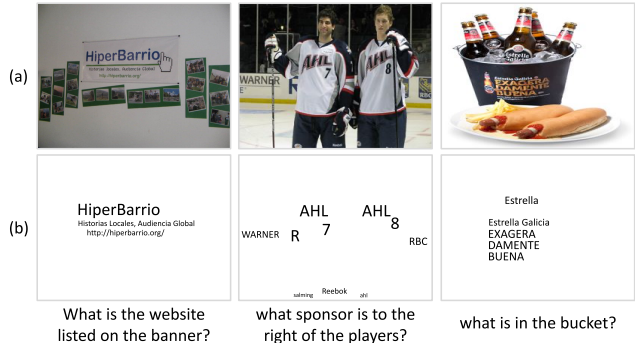 (a)
HiperBarrio
Historias Locales, Audiencia Global
http://hiperbarrio.org/
WARNER
AHL
7
AHL
8
RBC
Estrella
Estrella Galicia
EXAGERA
DAMENTE
BUENA
(b)
HiperBarrio
Historias Locales, Audiencia Global
http://hiperbarrio.org/
AHL
AHL
WARNER
R
7
8
RBC
salming
Reebok
ahl
Estrella
Estrella Galicia
EXAGERA
DAMENTE
BUENA
What is the website
listed on the banner?
what sponsor is to the
right of the players?
what is in the bucket?